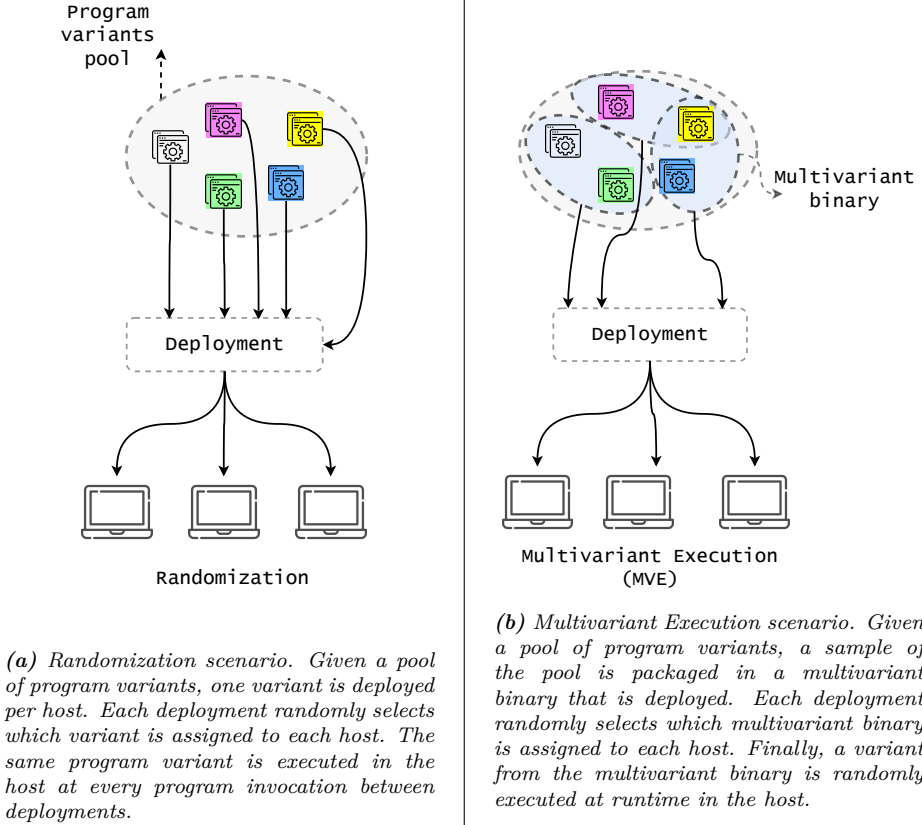 Program
variants
pool
Deployment
Randomization
(a) Randomization scenario. Given a pool
of program variants, one variant is deployed
per host. Each deployment randomly selects
which variant is assigned to each host. The
same program variant is executed in the
host at every program invocation between
deployments.
Multivariant
binary
Deployment
Multivariant Execution
(MVE)
(b) Multivariant Execution scenario. Given
a pool of program variants, a sample of
the pool is packaged in a multivariant
binary that is deployed. Each deployment
randomly selects which multivariant binary
is assigned to each host. Finally, a variant
from the multivariant binary is randomly
executed at runtime in the host.